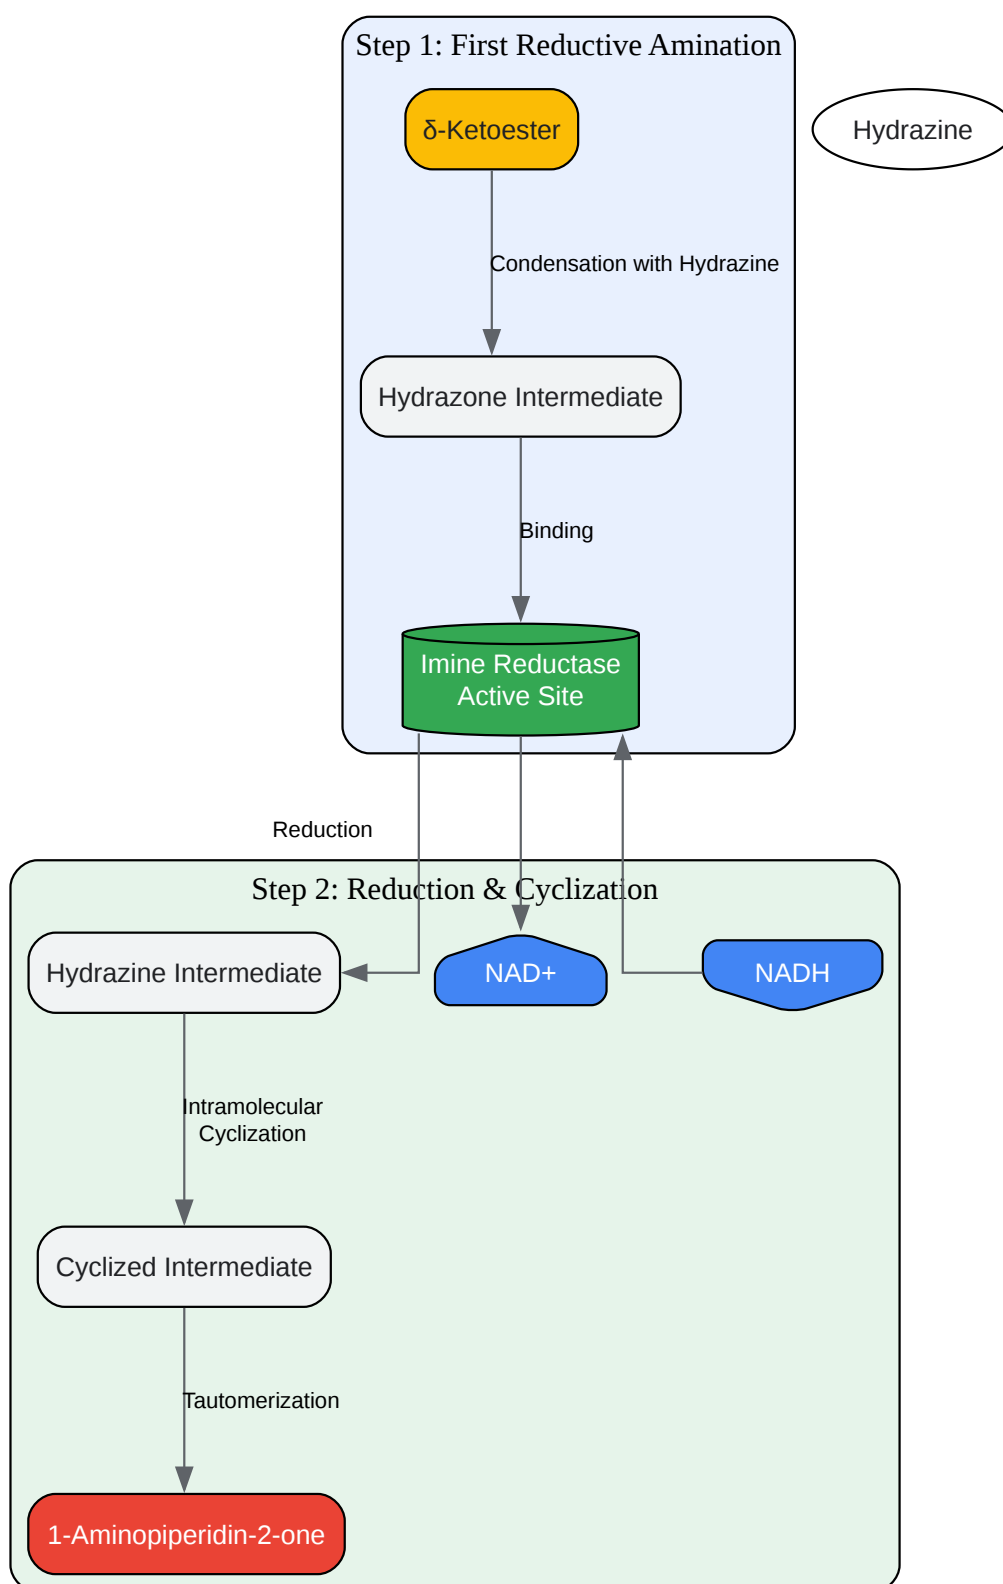 Step 1: First Reductive Amination
δ-Ketoester
Hydrazine
Condensation with Hydrazine
Hydrazone Intermediate
Binding
Imine Reductase
Active Site
Reduction
Step 2: Reduction & Cyclization
Hydrazine Intermediate
NAD+
NADH
Intramolecular
Cyclization
Cyclized Intermediate
Tautomerization
1-Aminopiperidin-2-one